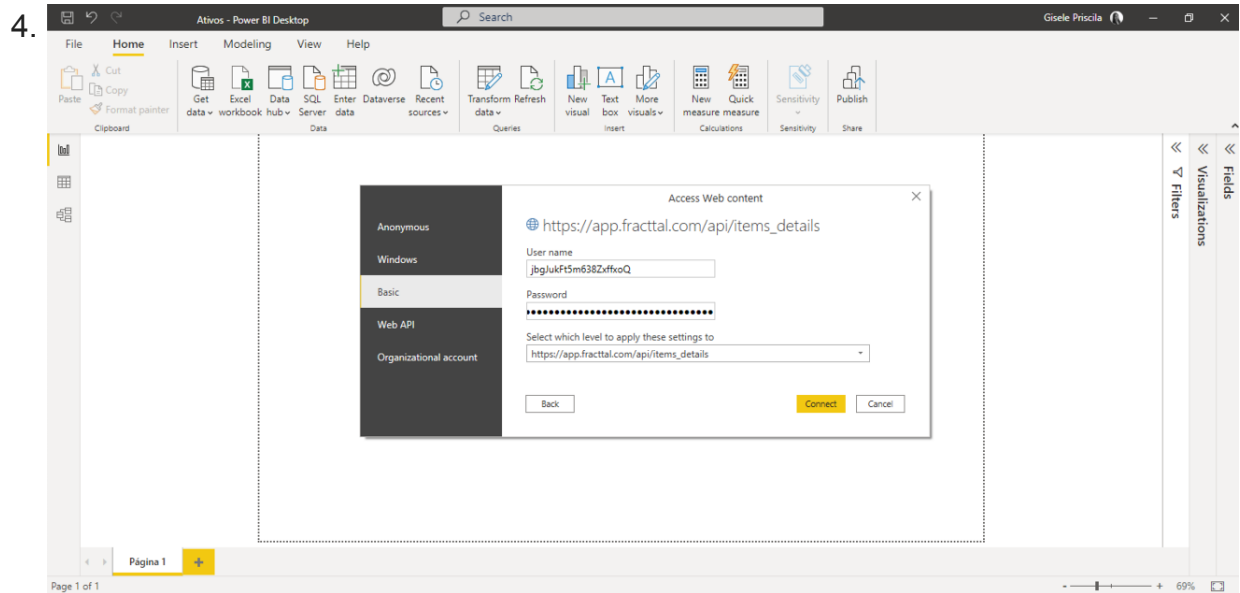 4.
Ativos - Power BI Desktop
Search
Gisele Priscila
File Home Insert Modeling View Help
Paste
Cut
Copy
Format painter
Get data
Excel workbook
Data hub
SQL Server
Enter data
Dataverse
Recent sources
Transform data
Refresh
New visual
Text box
More visuals
New measure
Quick measure
Sensitivity
Publish
Clipboard
Data
Queries
Insert
Calculations
Sensitivity
Share
Filters
Visualizations
Fields
Access Web content
Anonymous
Windows
Basic
Web API
Organizational account
https://app.fracttal.com/api/items_details
User name
jbgJukFt5m638ZxffxoQ
Password
Select which level to apply these settings to
https://app.fracttal.com/api/items_details
Back
Connect
Cancel
Página 1
Page 1 of 1
69%